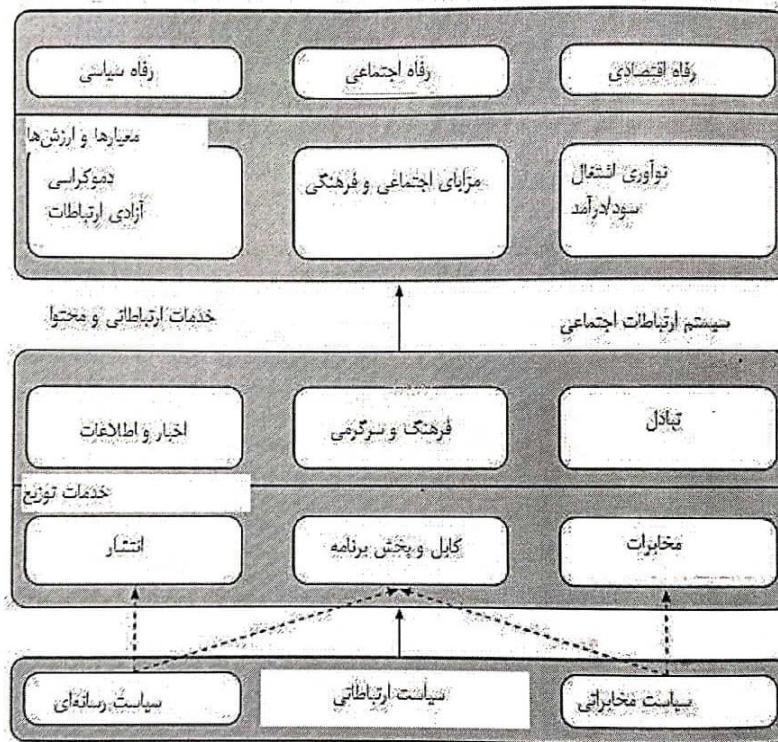 رفاه اقتصادی
رفاه اجتماعی
رفاه سیاسی
معیارها و ارزش‌ها
نوآوری اشتغال
سود/درآمد
مزایای اجتماعی و فرهنگی
دموکراسی
آزادی ارتباطات
سیستم ارتباطات اجتماعی
خدمات ارتباطاتی و محتوا
تبادل
فرهنگ و سرگرمی
اخبار و اطلاعات
خدمات توزیع
مخابرات
کابل و پخش برنامه
انتشار
سیاست مخابراتی
سیاست ارتباطاتی
سیاست رسانه‌ای